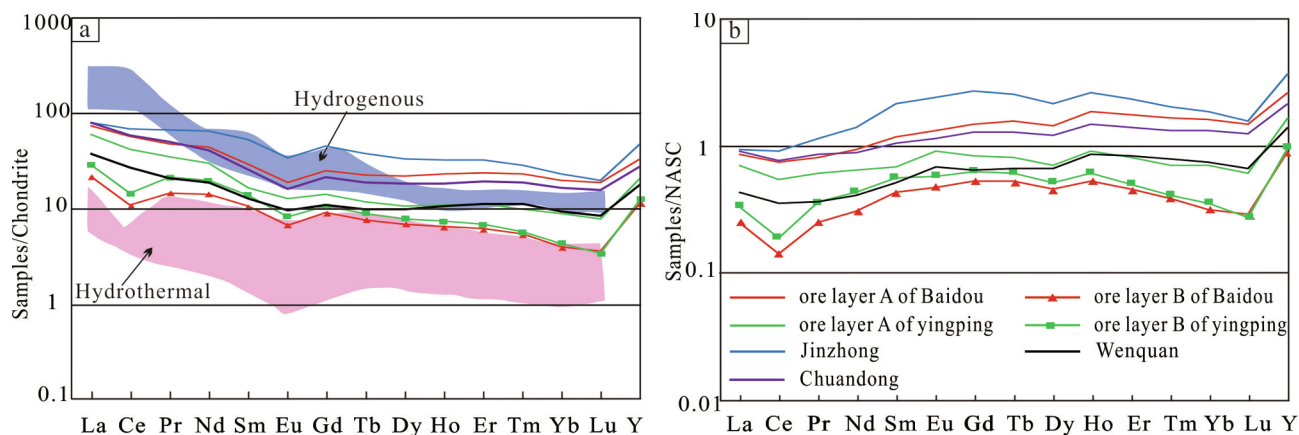 a
Samples/Chondrite
1000
100
10
1
0.1
Hydrogenous
Hydrothermal
La Ce Pr Nd Sm Eu Gd Tb Dy Ho Er Tm Yb Lu Y
b
Samples/NASC
10
1
0.1
0.01
ore layer A of Baidou
ore layer B of Baidou
ore layer A of yingping
ore layer B of yingping
Jinzhong
Wenquan
Chuandong
La Ce Pr Nd Sm Eu Gd Tb Dy Ho Er Tm Yb Lu Y